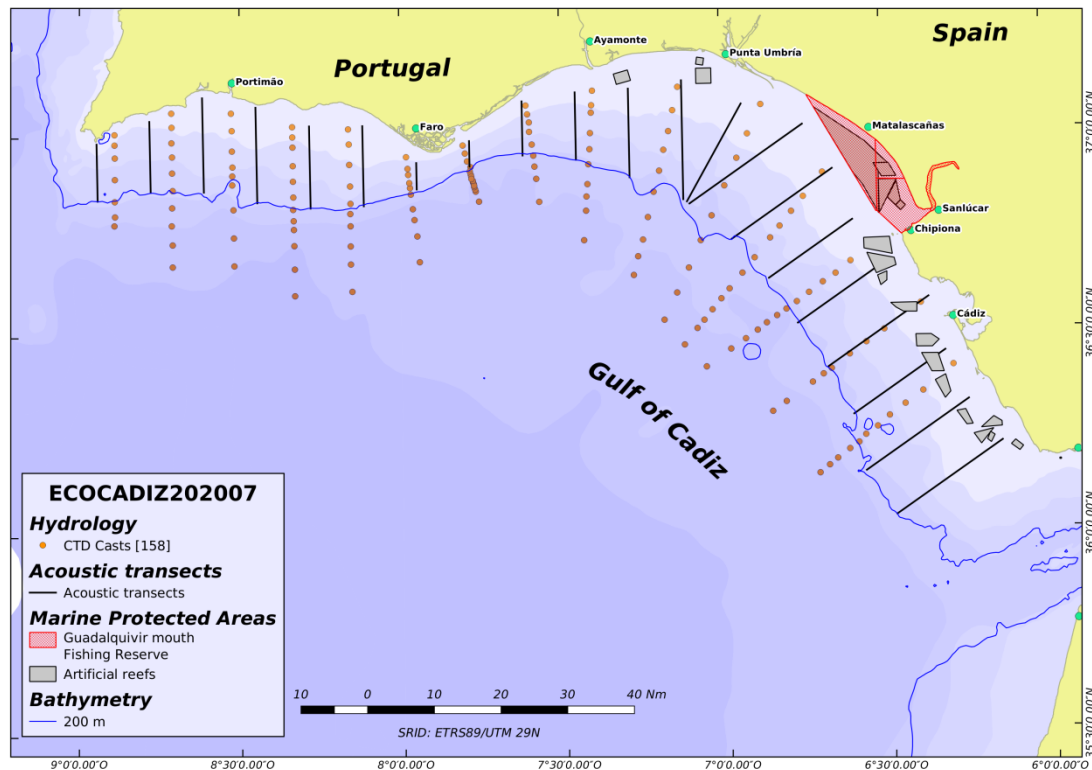 Spain
Ayamonte
Punta Umbría
Portugal
Portimão
Faro
Matalascañas
Sanlúcar
Chipiona
Cádiz
Gulf of Cadiz
ECOCADIZ202007
Hydrology
CTD Casts [158]
Acoustic transects
Acoustic transects
Marine Protected Areas
Guadalquivir mouth
Fishing Reserve
Artificial reefs
Bathymetry
200 m
10 0 10 20 30 40 Nm
SRID: ETRS89/UTM 29N
37°0'0.00"N
36°30'0.00"N
36°0'0.00"N
9°0'0.00"O 8°30'0.00"O 8°0'0.00"O 7°30'0.00"O 7°0'0.00"O 6°30'0.00"O 6°0'0.00"O